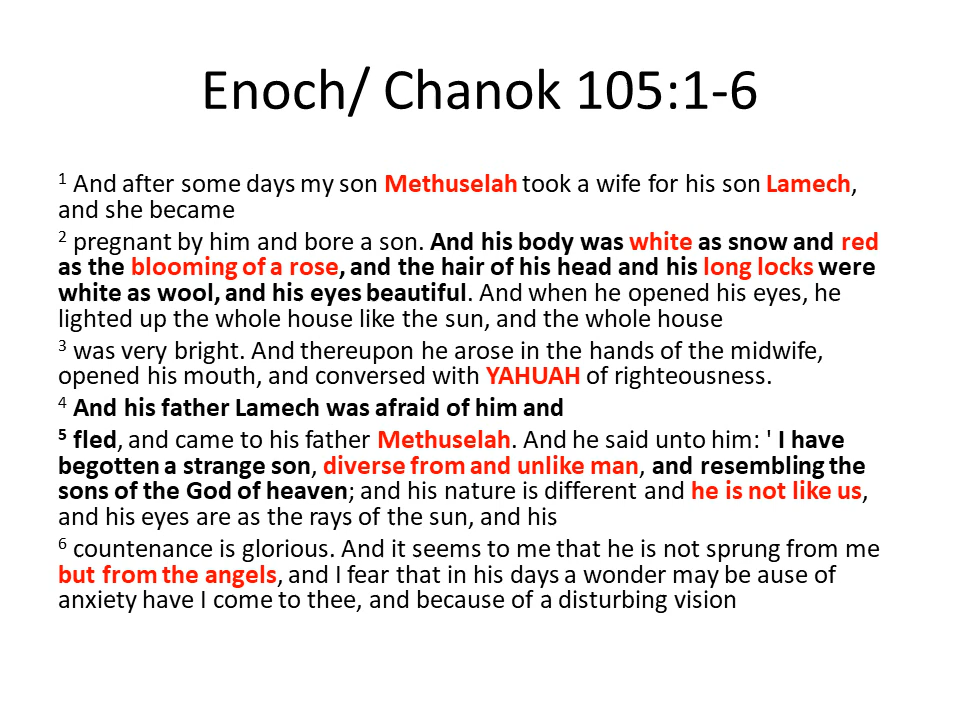 Enoch/ Chanok 105:1-6
1 And after some days my son Methuselah took a wife for his son Lamech,
and she became
2 pregnant by him and bore a son. And his body was white as snow and red
as the blooming of a rose, and the hair of his head and his long locks were
white as wool, and his eyes beautiful. And when he opened his eyes, he
lighted up the whole house like the sun, and the whole house
3 was very bright. And thereupon he arose in the hands of the midwife,
opened his mouth, and conversed with YAHUAH of righteousness.
4 And his father Lamech was afraid of him and
5 fled, and came to his father Methuselah. And he said unto him: ' I have
begotten a strange son, diverse from and unlike man, and resembling the
sons of the God of heaven; and his nature is different and he is not like us,
and his eyes are as the rays of the sun, and his
6 countenance is glorious. And it seems to me that he is not sprung from me
but from the angels, and I fear that in his days a wonder may be ause of
anxiety have I come to thee, and because of a disturbing vision